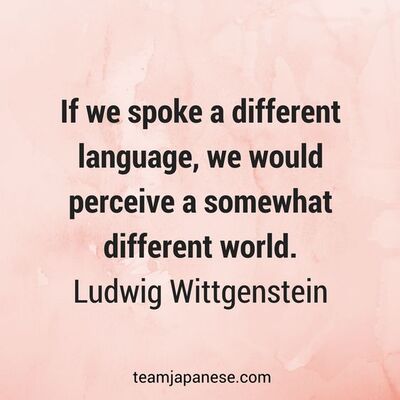 If we spoke a different
language, we would
perceive a somewhat
different world.
Ludwig Wittgenstein
teamjapanese.com